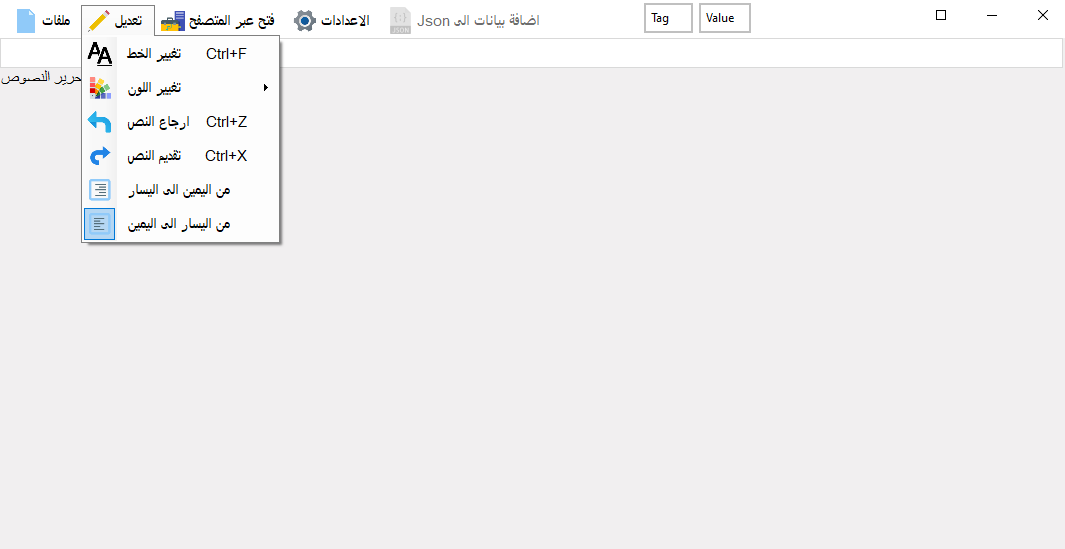 ملفات
تعديل
فتح عبر المتصفح
الاعدادات
اضافة بيانات الى Json
Tag
Value
تغيير الخط Ctrl+F
تغيير اللون
ارجاع النص Ctrl+Z
تقديم النص Ctrl+X
من اليمين الى اليسار
من اليسار الى اليمين
النصوص